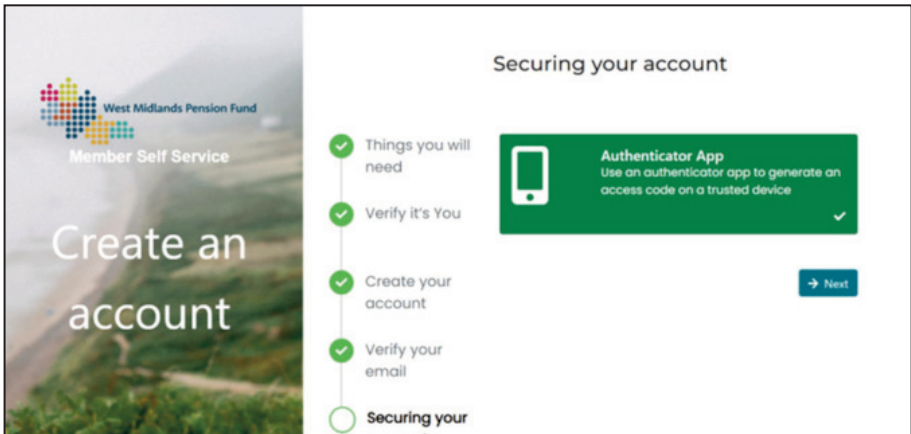 West Midlands Pension Fund
Member Self Service
Create an
account
Securing your account
Things you will
need
Verify it's You
Create your
account
Verify your
email
Securing your
Authenticator App
Use an authenticator app to generate an
access code on a trusted device
Next